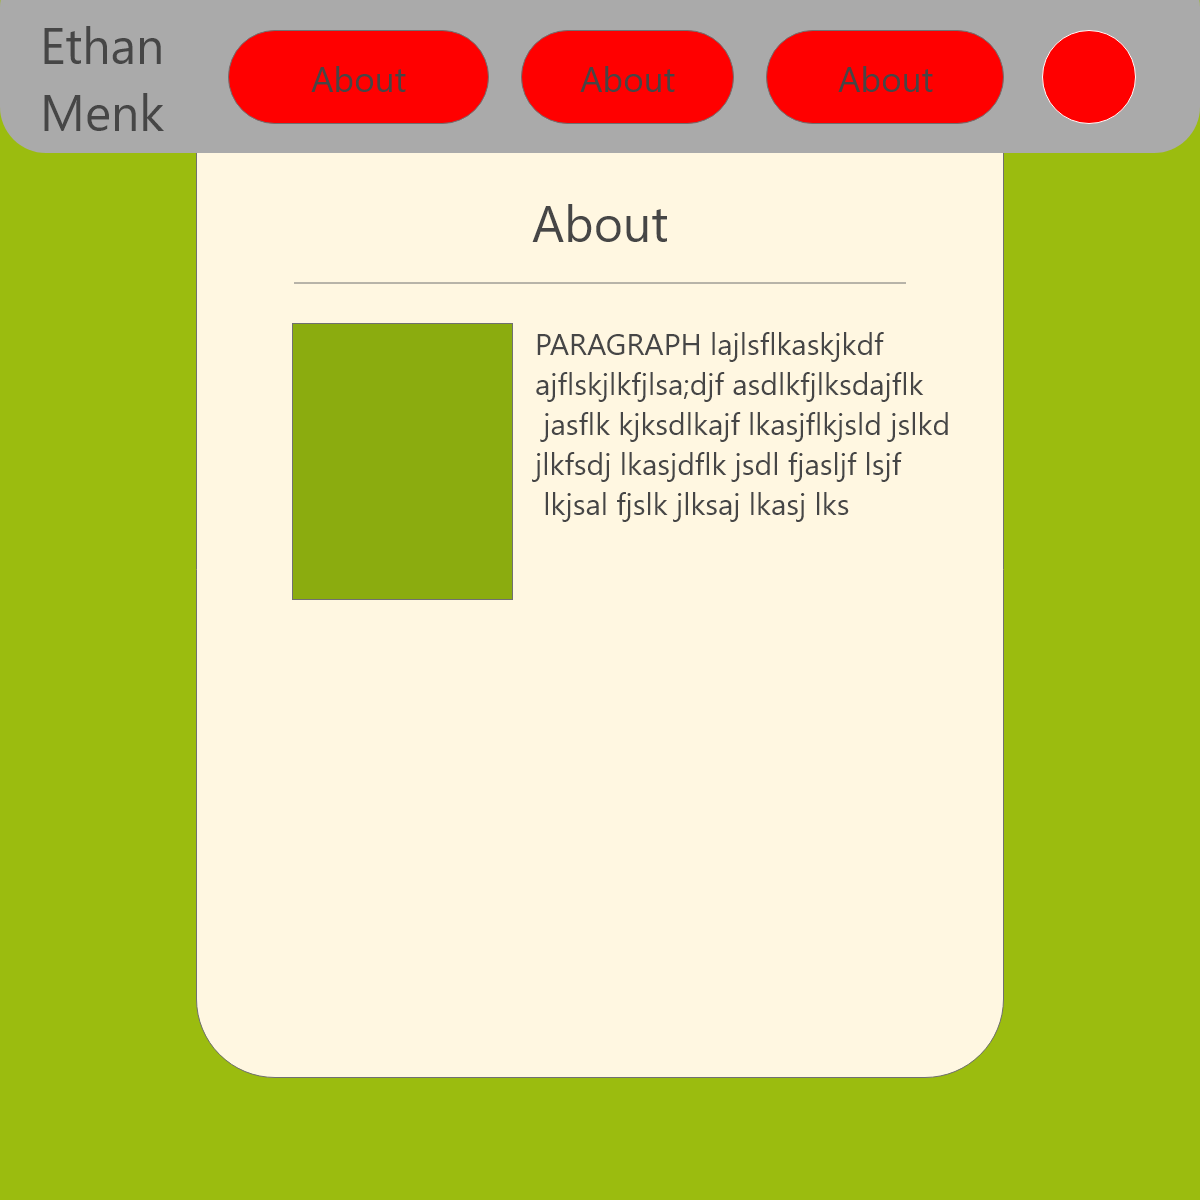 Ethan
Menk
About
About
About
About
PARAGRAPH lajlsflkaskjkdf
ajflskjlkfjlsa;djf asdlkfjlksdajflk
jasflk kjksdlkajf lkasjflkjsld jslkd
jlkfsdj lkasjdflk jsdl fjasljf lsjf
lkjsal fjslk jlksaj lkasj lks